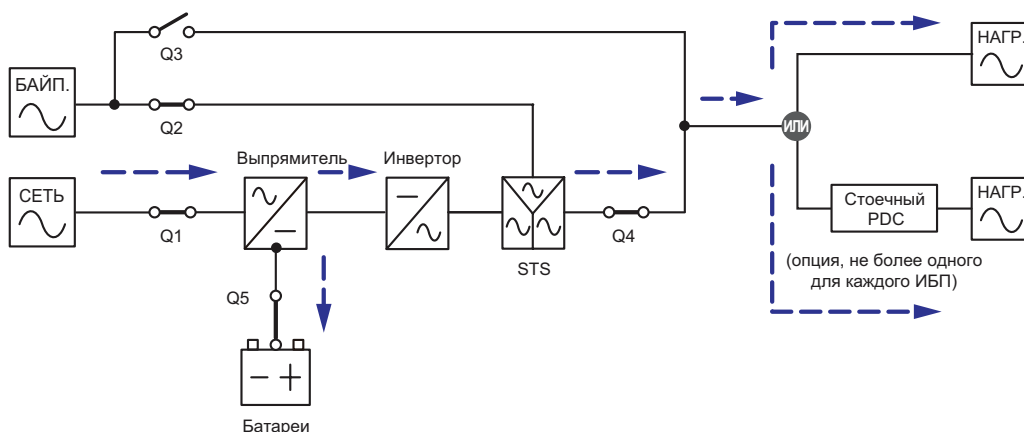 Q3
НАГР.
БАЙП.
Q2
ИЛИ
Выпрямитель
Инвертор
СЕТЬ
Q1
STS
Q4
Стоечный
PDC
НАГР.
(опция, не более одного
для каждого ИБП)
Q5
Батареи